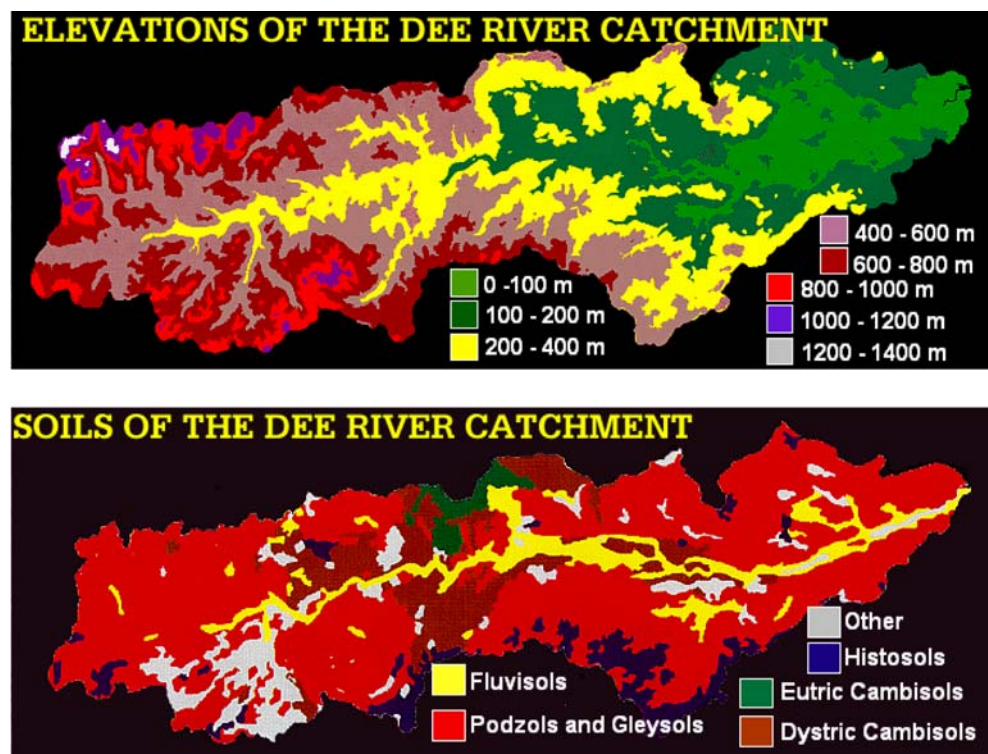 ELEVATIONS OF THE DEE RIVER CATCHMENT
0 -100 m
100 - 200 m
200 - 400 m
400 - 600 m
600 - 800 m
800 - 1000 m
1000 - 1200 m
1200 - 1400 m
SOILS OF THE DEE RIVER CATCHMENT
Fluvisols
Podzols and Gleysols
Other
Histosols
Eutric Cambisols
Dystric Cambisols